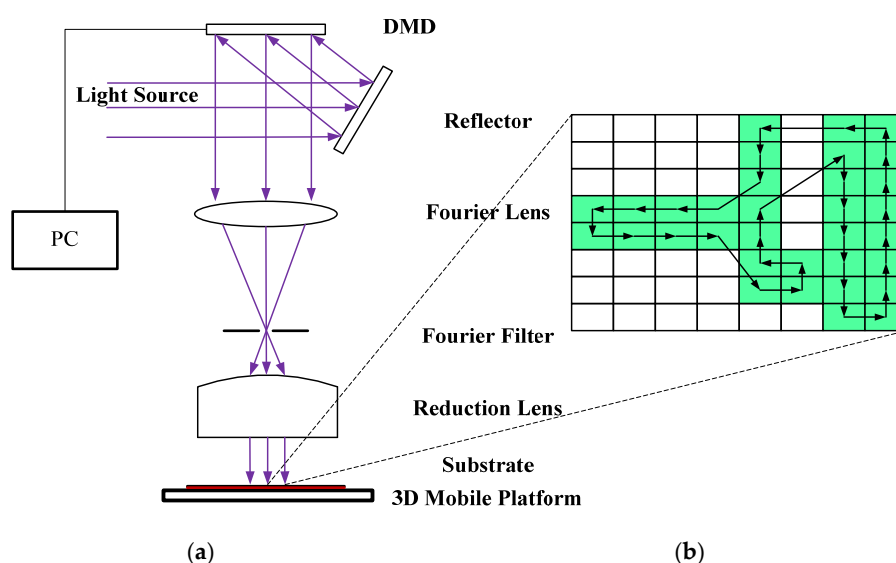 DMD
Light Source
Reflector
Fourier Lens
PC
Fourier Filter
Reduction Lens
Substrate
3D Mobile Platform
(a)
(b)